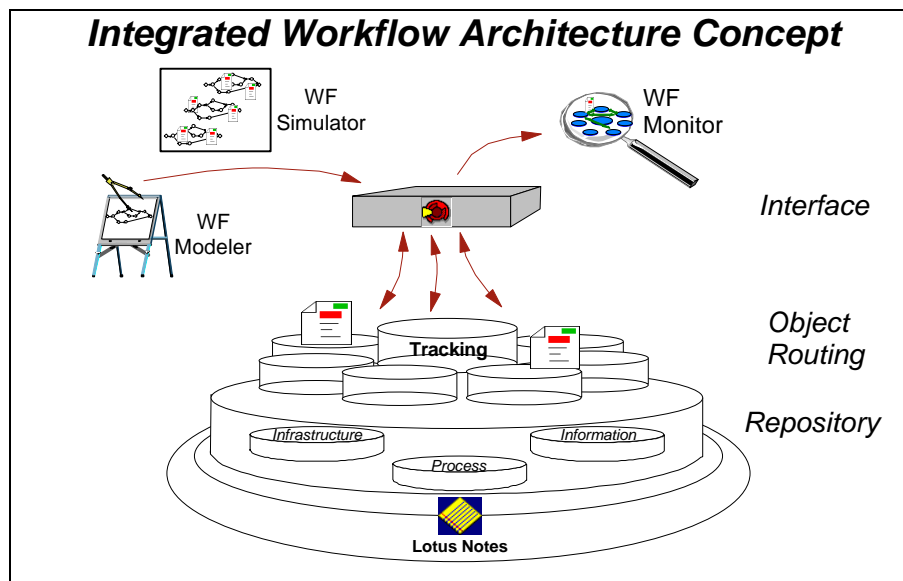 Integrated Workflow Architecture Concept
WF
Simulator
WF
Monitor
WF
Modeler
Interface
Object
Routing
Tracking
Repository
Infrastructure
Information
Process
Lotus Notes